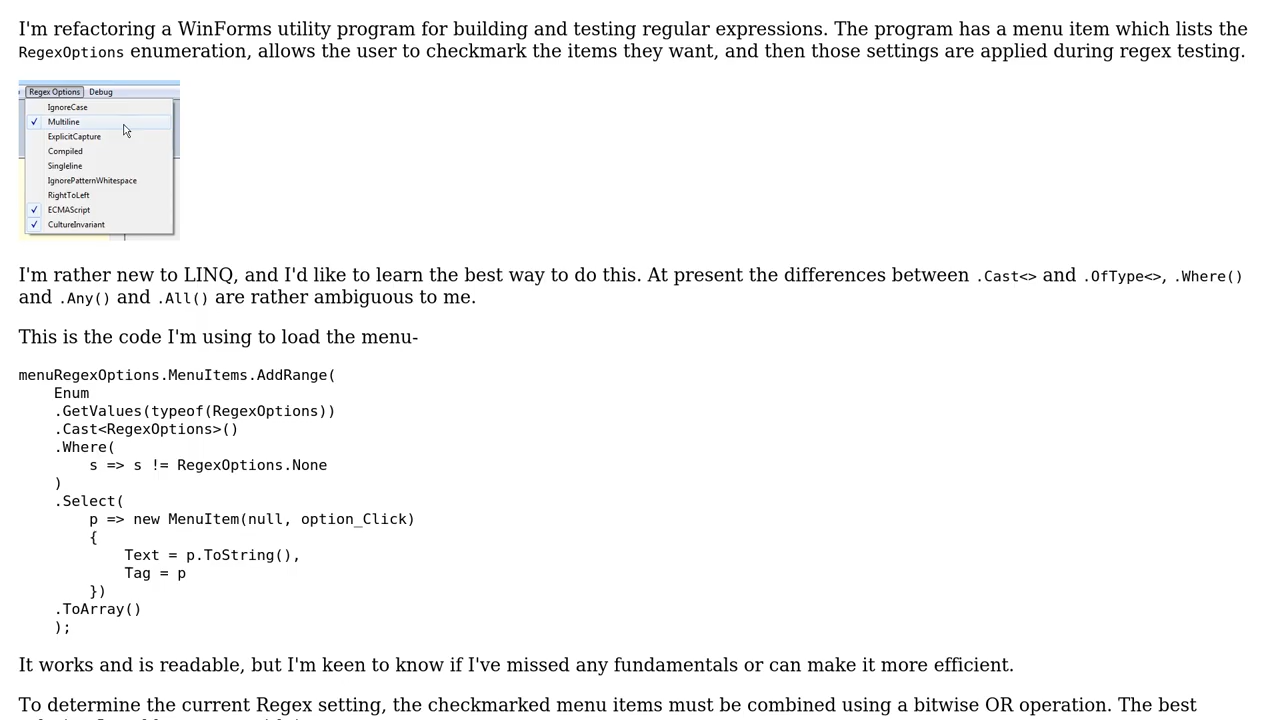 I'm refactoring a WinForms utility program for building and testing regular expressions. The program has a menu item which lists the
RegexOptions enumeration, allows the user to checkmark the items they want, and then those settings are applied during regex testing.
Regex Options Debug
IgnoreCase
Multiline
ExplicitCapture
Compiled
Singleline
IgnorePatternWhitespace
RightToLeft
ECMAScript
CultureInvariant
I'm rather new to LINQ, and I'd like to learn the best way to do this. At present the differences between .Cast<> and .OfType<>, .Where()
and .Any() and .All() are rather ambiguous to me.
This is the code I'm using to load the menu-
menuRegexOptions.MenuItems.AddRange(
    Enum
    .GetValues(typeof(RegexOptions))
    .Cast<RegexOptions>()
    .Where(
        s => s != RegexOptions.None
    )
    .Select(
        p => new MenuItem(null, option_Click)
        {
            Text = p.ToString(),
            Tag = p
        })
    .ToArray()
    );
It works and is readable, but I'm keen to know if I've missed any fundamentals or can make it more efficient.
To determine the current Regex setting, the checkmarked menu items must be combined using a bitwise OR operation. The best